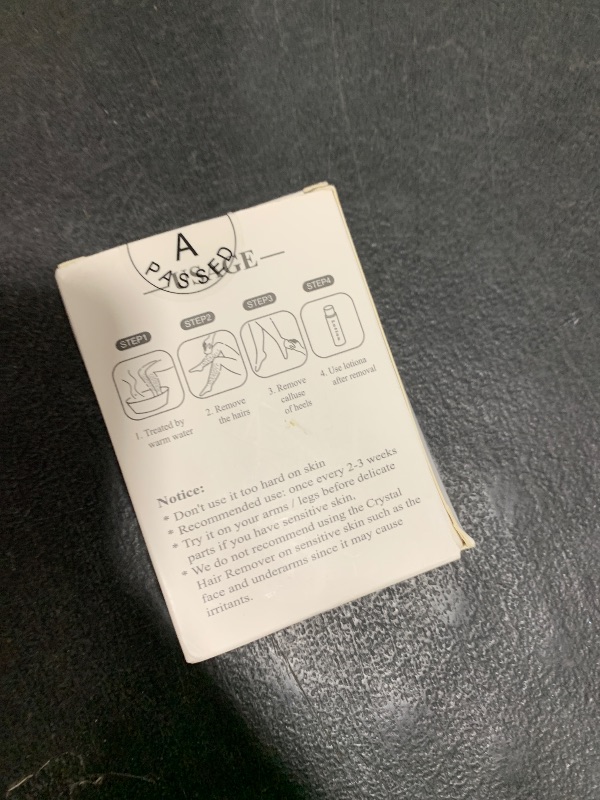 A
PASSED
USAGE
STEP1
STEP2
STEP3
STEP4
1. Treated by
warm water
2. Remove
the hairs
3. Remove
calluse
of heels
4. Use lotiona
after removal
Notice:
* Don't use it too hard on skin
* Recommended use: once every 2-3 weeks
* Try it on your arms / legs before delicate
parts if you have sensitive skin,
* We do not recommend using the Crystal
Hair Remover on sensitive skin such as the
face and underarms since it may cause
irritants.